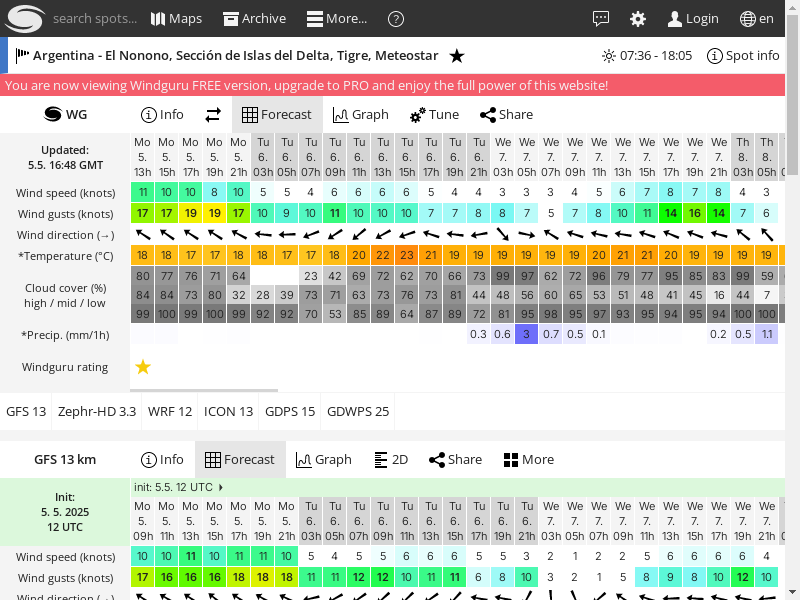 search spots... Maps Archive More... ? Login en
Argentina - El Nonono, Sección de Islas del Delta, Tigre, Meteostar 07:36 - 18:05 Spot info
You are now viewing Windguru FREE version, upgrade to PRO and enjoy the full power of this website!
WG Info Forecast Graph Tune Share
Updated:
5.5. 16:48 GMT
Mo Mo Mo Mo Mo Tu Tu Tu Tu Tu Tu Tu Tu Tu Tu We We We We We We We We We We Th Th
5. 5. 5. 5. 5. 6. 6. 6. 6. 6. 6. 6. 6. 6. 6. 7. 7. 7. 7. 7. 7. 7. 7. 7. 7. 8. 8.
13h 15h 17h 19h 21h 03h 05h 07h 09h 11h 13h 15h 17h 19h 21h 03h 05h 07h 09h 11h 13h 15h 17h 19h 21h 03h 05h
Wind speed (knots) 11 10 10 8 10 5 5 4 6 6 6 6 5 4 4 3 3 3 4 5 6 7 8 7 8 4 3
Wind gusts (knots) 17 17 19 19 17 10 9 10 11 10 10 10 7 7 8 8 7 5 7 8 10 11 14 16 14 7 6
Wind direction (→)
*Temperature (°C) 18 18 17 17 18 18 17 17 18 20 22 23 21 19 19 19 19 19 19 20 21 21 20 19 19 19 19
Cloud cover (%)
high / mid / low
80 77 76 71 64 23 42 69 72 62 70 66 73 99 97 62 72 96 79 77 95 85 83 99 59
84 84 73 80 32 28 39 73 71 63 73 76 73 81 44 48 56 60 65 53 51 48 41 45 16 44 7
99 100 99 100 99 92 92 70 53 85 89 64 87 89 72 81 95 98 95 97 93 95 94 95 94 100 100
*Precip. (mm/1h) 0.3 0.6 3 0.7 0.5 0.1 0.2 0.5 1.1
Windguru rating
GFS 13 Zephr-HD 3.3 WRF 12 ICON 13 GDPS 15 GDWPS 25
GFS 13 km Info Forecast Graph 2D Share More
Init:
5. 5. 2025
12 UTC
init: 5.5. 12 UTC
Mo Mo Mo Mo Mo Mo Mo Tu Tu Tu Tu Tu Tu Tu Tu Tu Tu We We We We We We We We We We
5. 5. 5. 5. 5. 5. 5. 6. 6. 6. 6. 6. 6. 6. 6. 6. 6. 7. 7. 7. 7. 7. 7. 7. 7. 7. 7.
09h 11h 13h 15h 17h 19h 21h 03h 05h 07h 09h 11h 13h 15h 17h 19h 21h 03h 05h 07h 09h 11h 13h 15h 17h 19h 21h
Wind speed (knots) 10 10 11 10 11 11 10 5 4 5 5 6 6 6 5 5 3 2 1 2 2 5 6 6 6 6 4
Wind gusts (knots) 17 16 16 16 18 18 18 11 11 12 12 10 11 11 6 8 10 3 2 1 5 8 9 8 10 12 10
Wind direction (→)